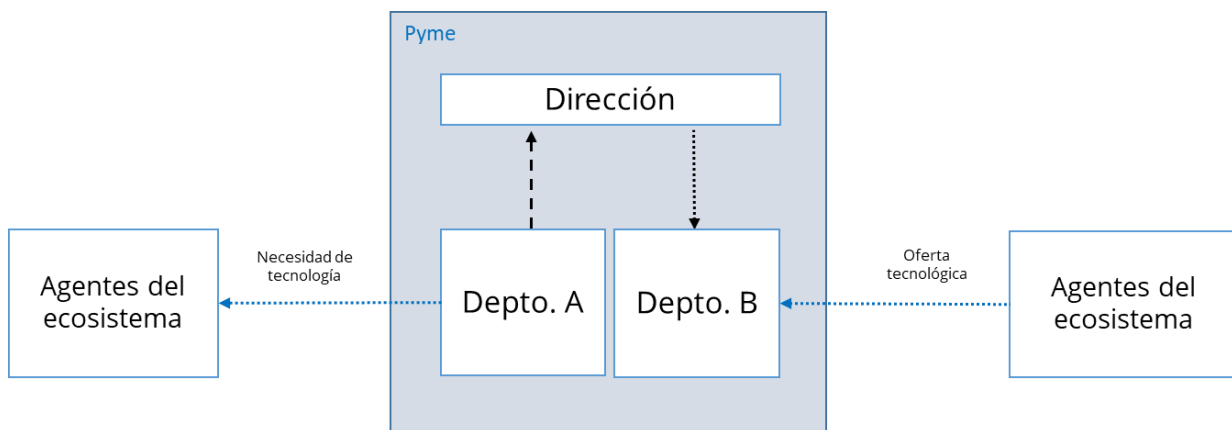 Pyme
Dirección
Necesidad de
tecnología
Agentes del
ecosistema
Depto. A
Depto. B
Oferta
tecnológica
Agentes del
ecosistema